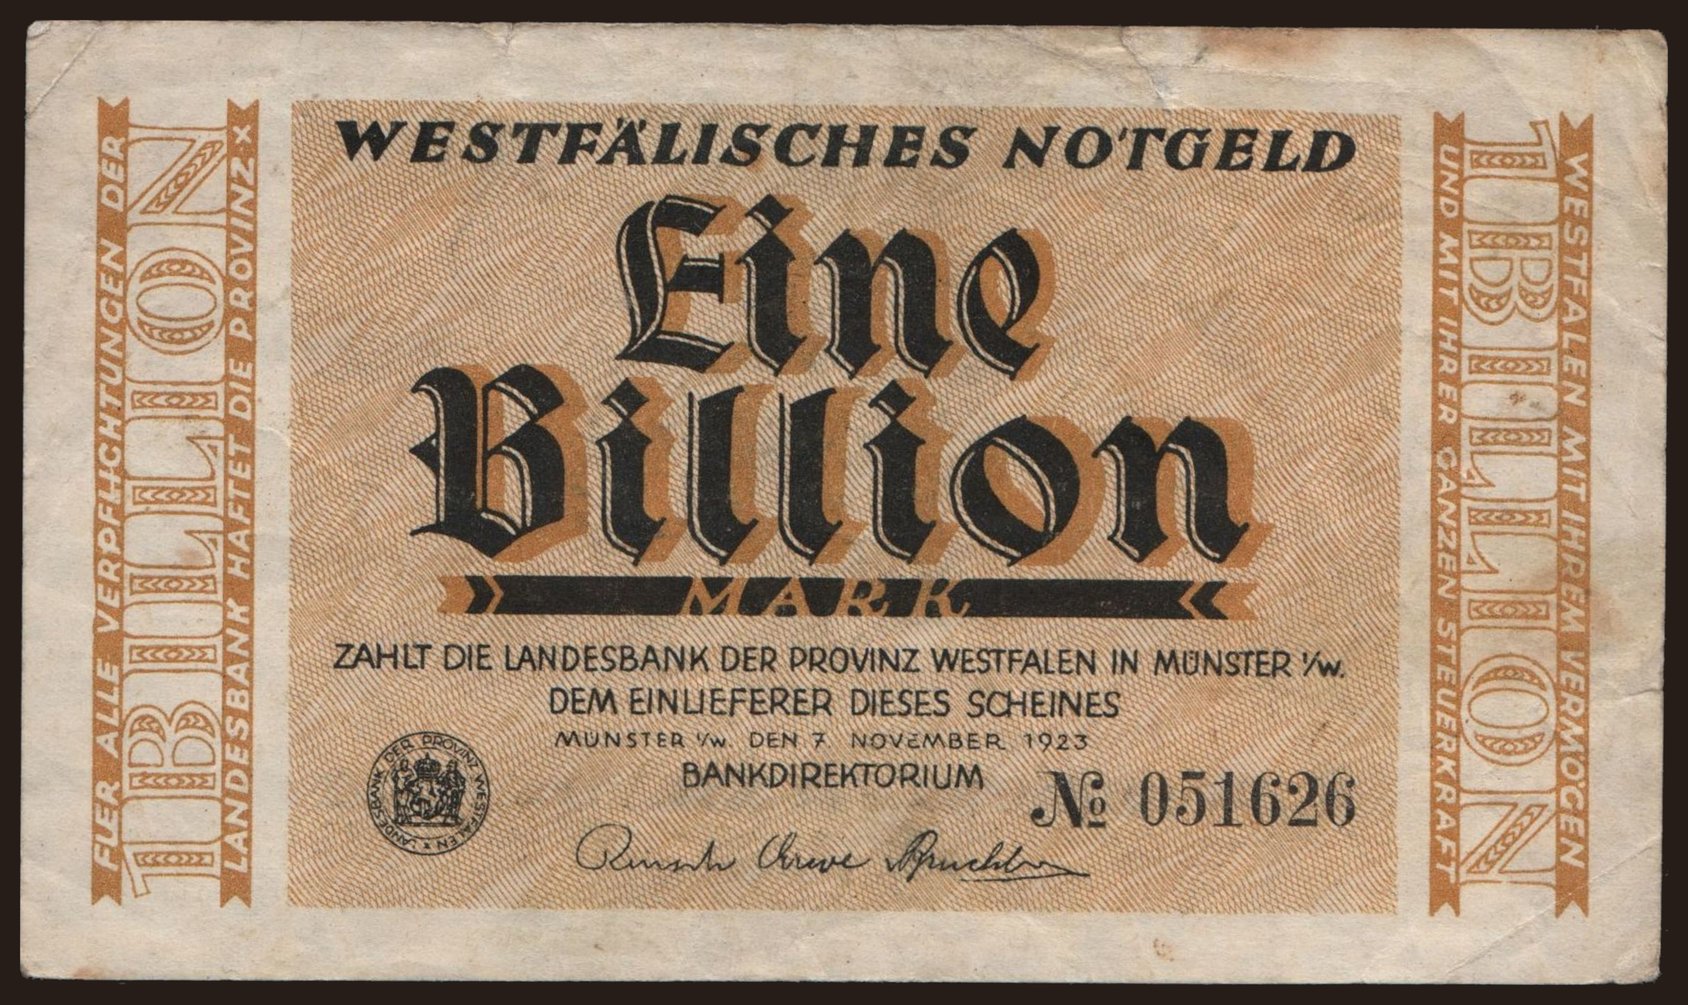 FÜR ALLE VERPFLICHTUNGEN DER
1 BILLION
LANDESBANK HAFTET DIE PROVINZ ×
WESTFÄLISCHES NOTGELD
Eine
Billion
MARK
ZAHLT DIE LANDESBANK DER PROVINZ WESTFALEN IN MÜNSTER i/W.
DEM EINLIEFERER DIESES SCHEINES
MÜNSTER i/W. DEN 7. NOVEMBER 1923
BANKDIREKTORIUM
№ 051626
LANDESBANK DER PROVINZ WESTFALEN ×
WESTFALEN MIT IHREM VERMÖGEN
1 BILLION
UND MIT IHRER GANZEN STEUERKRAFT